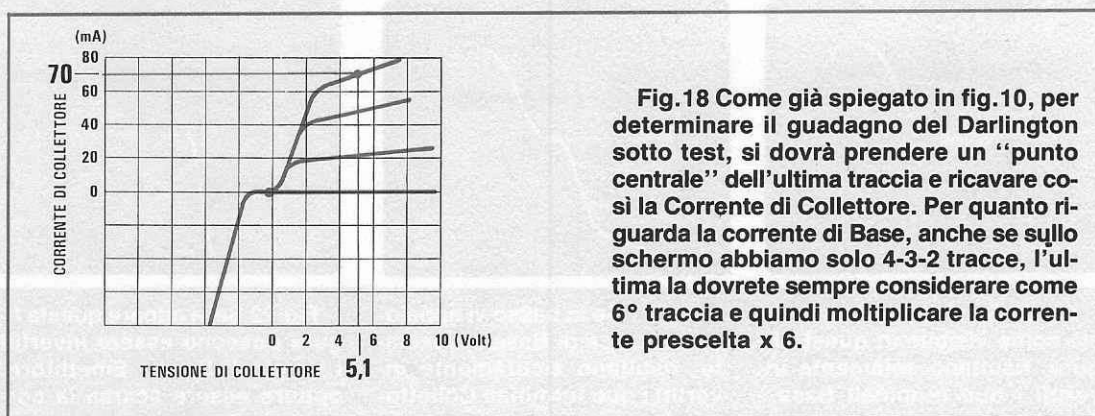 (mA)
80
70
60
40
20
0
CORRENTE DI COLLETTORE
0 2 4 6 8 10 (Volt)
TENSIONE DI COLLETTORE 5,1
Fig.18 Come già spiegato in fig.10, per
determinare il guadagno del Darlington
sotto test, si dovrà prendere un "punto
centrale" dell'ultima traccia e ricavare co-
sì la Corrente di Collettore. Per quanto ri-
guarda la corrente di Base, anche se sullo
schermo abbiamo solo 4-3-2 tracce, l'ul-
tima la dovrete sempre considerare come
6° traccia e quindi moltiplicare la corren-
te prescelta x 6.